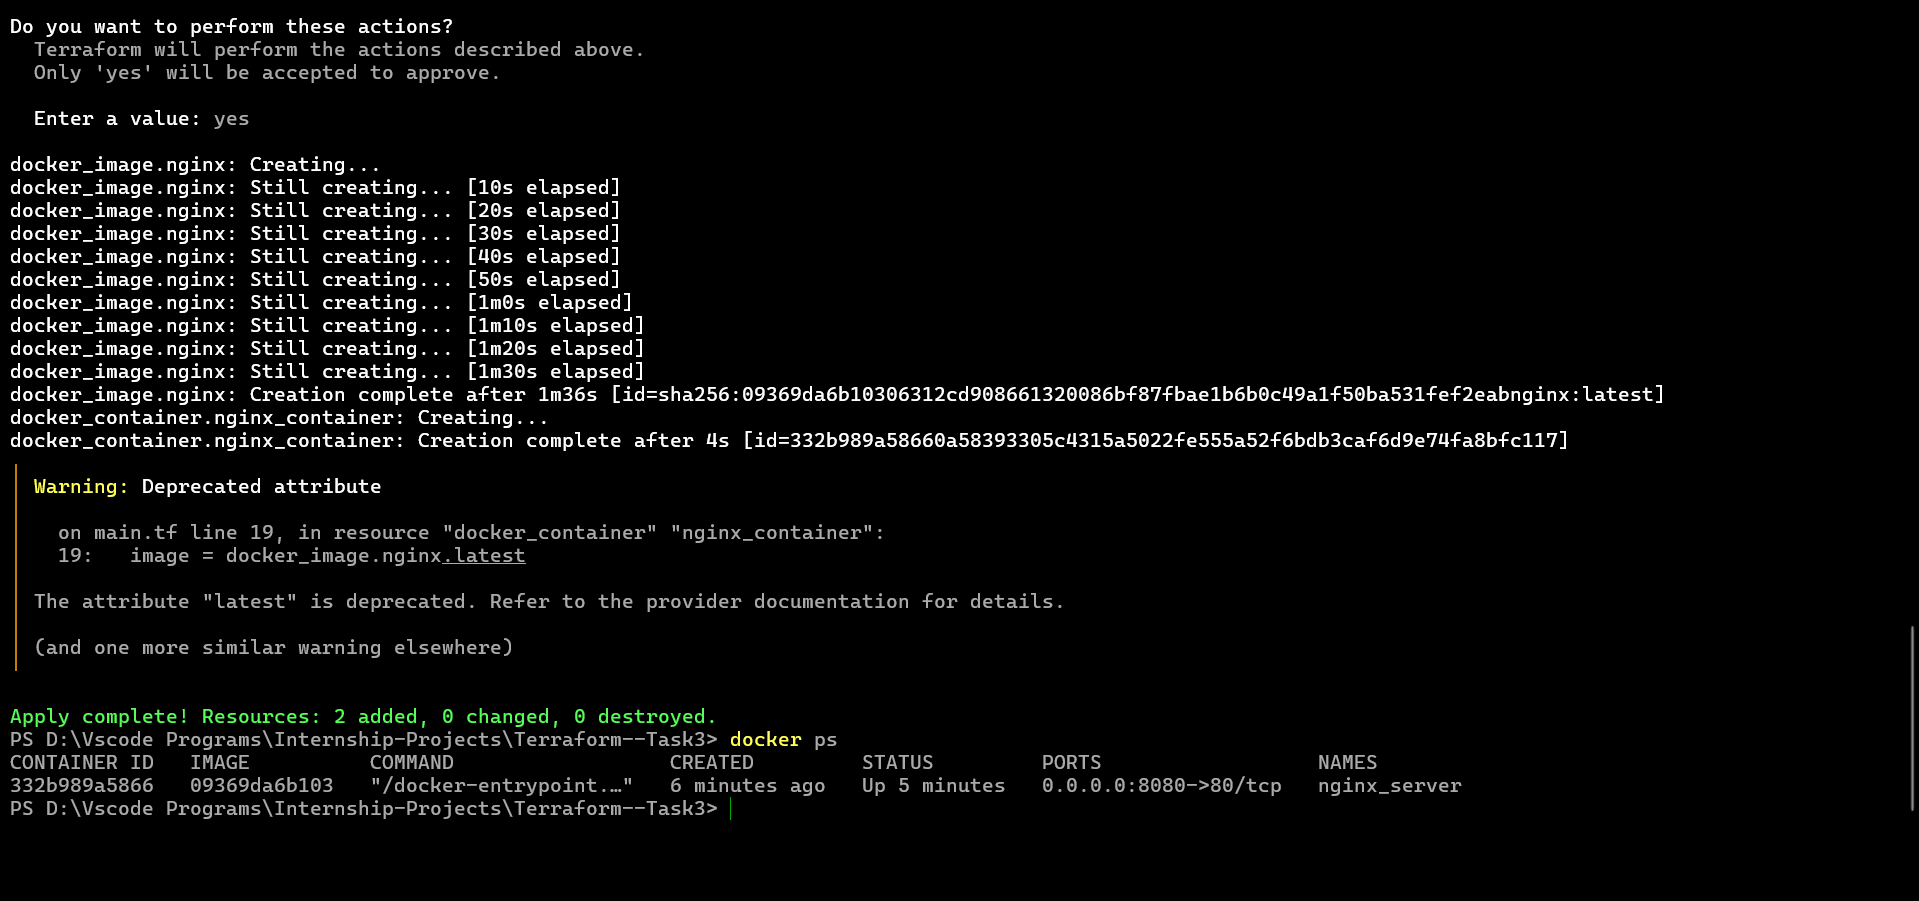 Do you want to perform these actions?
  Terraform will perform the actions described above.
  Only 'yes' will be accepted to approve.

  Enter a value: yes

docker_image.nginx: Creating...
docker_image.nginx: Still creating... [10s elapsed]
docker_image.nginx: Still creating... [20s elapsed]
docker_image.nginx: Still creating... [30s elapsed]
docker_image.nginx: Still creating... [40s elapsed]
docker_image.nginx: Still creating... [50s elapsed]
docker_image.nginx: Still creating... [1m0s elapsed]
docker_image.nginx: Still creating... [1m10s elapsed]
docker_image.nginx: Still creating... [1m20s elapsed]
docker_image.nginx: Still creating... [1m30s elapsed]
docker_image.nginx: Creation complete after 1m36s [id=sha256:09369da6b10306312cd908661320086bf87fbae1b6b0c49a1f50ba531fef2eabnginx:latest]
docker_container.nginx_container: Creating...
docker_container.nginx_container: Creation complete after 4s [id=332b989a58660a58393305c4315a5022fe555a52f6bdb3caf6d9e74fa8bfc117]

  Warning: Deprecated attribute

    on main.tf line 19, in resource "docker_container" "nginx_container":
    19:   image = docker_image.nginx.latest

  The attribute "latest" is deprecated. Refer to the provider documentation for details.

  (and one more similar warning elsewhere)

Apply complete! Resources: 2 added, 0 changed, 0 destroyed.
PS D:\Vscode Programs\Internship-Projects\Terraform--Task3> docker ps
CONTAINER ID   IMAGE          COMMAND                  CREATED         STATUS         PORTS                  NAMES
332b989a5866   09369da6b103   "/docker-entrypoint.…"   6 minutes ago   Up 5 minutes   0.0.0.0:8080->80/tcp   nginx_server
PS D:\Vscode Programs\Internship-Projects\Terraform--Task3>